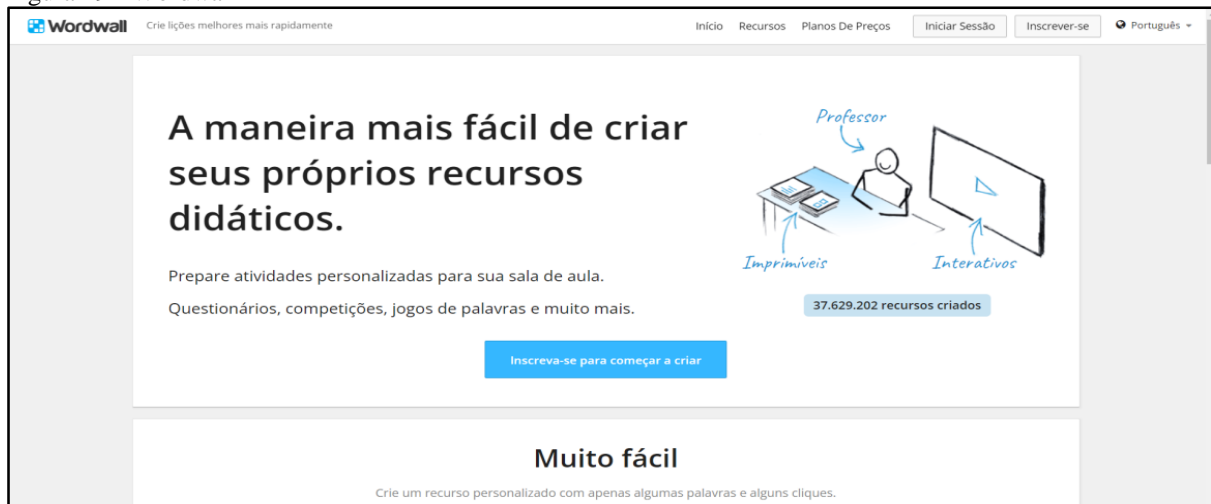 Wordwall Crie lições melhores mais rapidamente Início Recursos Planos De Preços Iniciar Sessão Inscrever-se Português
A maneira mais fácil de criar
seus próprios recursos
didáticos.
Prepare atividades personalizadas para sua sala de aula.
Questionários, competições, jogos de palavras e muito mais.
Professor
Imprimíveis
Interativos
37.629.202 recursos criados
Inscreva-se para começar a criar
Muito fácil
Crie um recurso personalizado com apenas algumas palavras e alguns cliques.